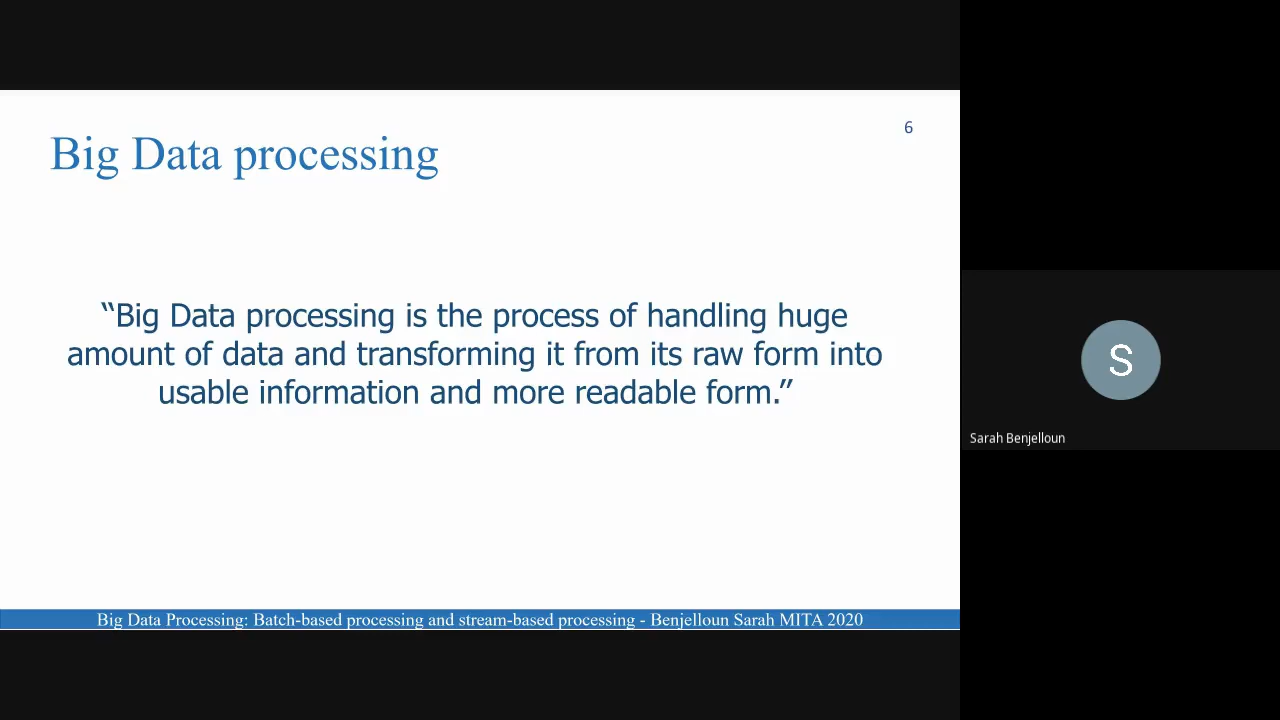 Big Data processing
6
“Big Data processing is the process of handling huge
amount of data and transforming it from its raw form into
usable information and more readable form.”
Big Data Processing: Batch-based processing and stream-based processing - Benjelloun Sarah MITA 2020
S
Sarah Benjelloun